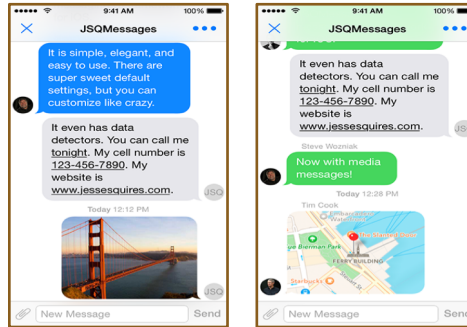 9:41 AM 100%
JSQMessages
It is simple, elegant, and
easy to use. There are
super sweet default
settings, but you can
customize like crazy.
It even has data
detectors. You can call me
tonight. My cell number is
123-456-7890. My
website is
www.jessesquires.com.
JSQ
Today 12:12 PM
JSQ
New Message Send
9:41 AM 100%
JSQMessages
It even has data
detectors. You can call me
tonight. My cell number is
123-456-7890. My
website is
www.jessesquires.com.
JSQ
Steve Wozniak
Now with media
messages!
Today 12:28 PM
Tim Cook
Bierman Park
FERRY BUILDING
Starbucks
New Message Send